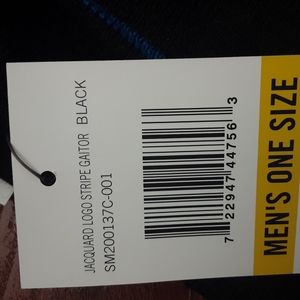 JACQUARD LOGO STRIPE GAITOR BLACK
SM200137C-001
7 22947 44756 3
MEN'S ONE SIZE